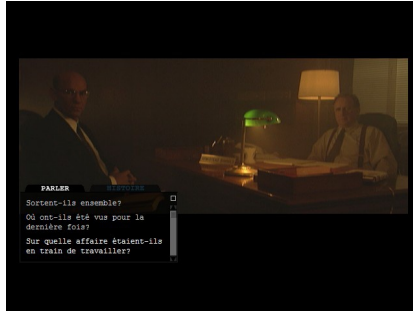 PARLER HISTOIRE
Sortent-ils ensemble?
Où ont-ils été vus pour la
dernière fois?
Sur quelle affaire étaient-ils
en train de travailler?